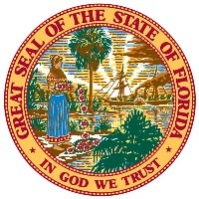 GREAT SEAL OF THE STATE OF FLORIDA
IN GOD WE TRUST